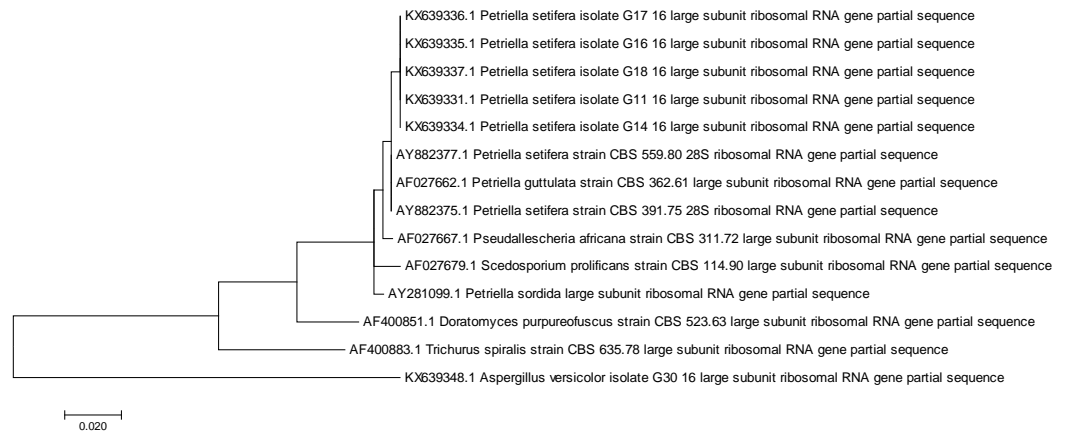 KX639336.1 Petriella setifera isolate G17 16 large subunit ribosomal RNA gene partial sequence
KX639335.1 Petriella setifera isolate G16 16 large subunit ribosomal RNA gene partial sequence
KX639337.1 Petriella setifera isolate G18 16 large subunit ribosomal RNA gene partial sequence
KX639331.1 Petriella setifera isolate G11 16 large subunit ribosomal RNA gene partial sequence
KX639334.1 Petriella setifera isolate G14 16 large subunit ribosomal RNA gene partial sequence
AY882377.1 Petriella setifera strain CBS 559.80 28S ribosomal RNA gene partial sequence
AF027662.1 Petriella guttulata strain CBS 362.61 large subunit ribosomal RNA gene partial sequence
AY882375.1 Petriella setifera strain CBS 391.75 28S ribosomal RNA gene partial sequence
AF027667.1 Pseudallescheria africana strain CBS 311.72 large subunit ribosomal RNA gene partial sequence
AF027679.1 Scedosporium prolificans strain CBS 114.90 large subunit ribosomal RNA gene partial sequence
AY281099.1 Petriella sordida large subunit ribosomal RNA gene partial sequence
AF400851.1 Doratomyces purpureofuscus strain CBS 523.63 large subunit ribosomal RNA gene partial sequence
AF400883.1 Trichurus spiralis strain CBS 635.78 large subunit ribosomal RNA gene partial sequence
KX639348.1 Aspergillus versicolor isolate G30 16 large subunit ribosomal RNA gene partial sequence
0.020